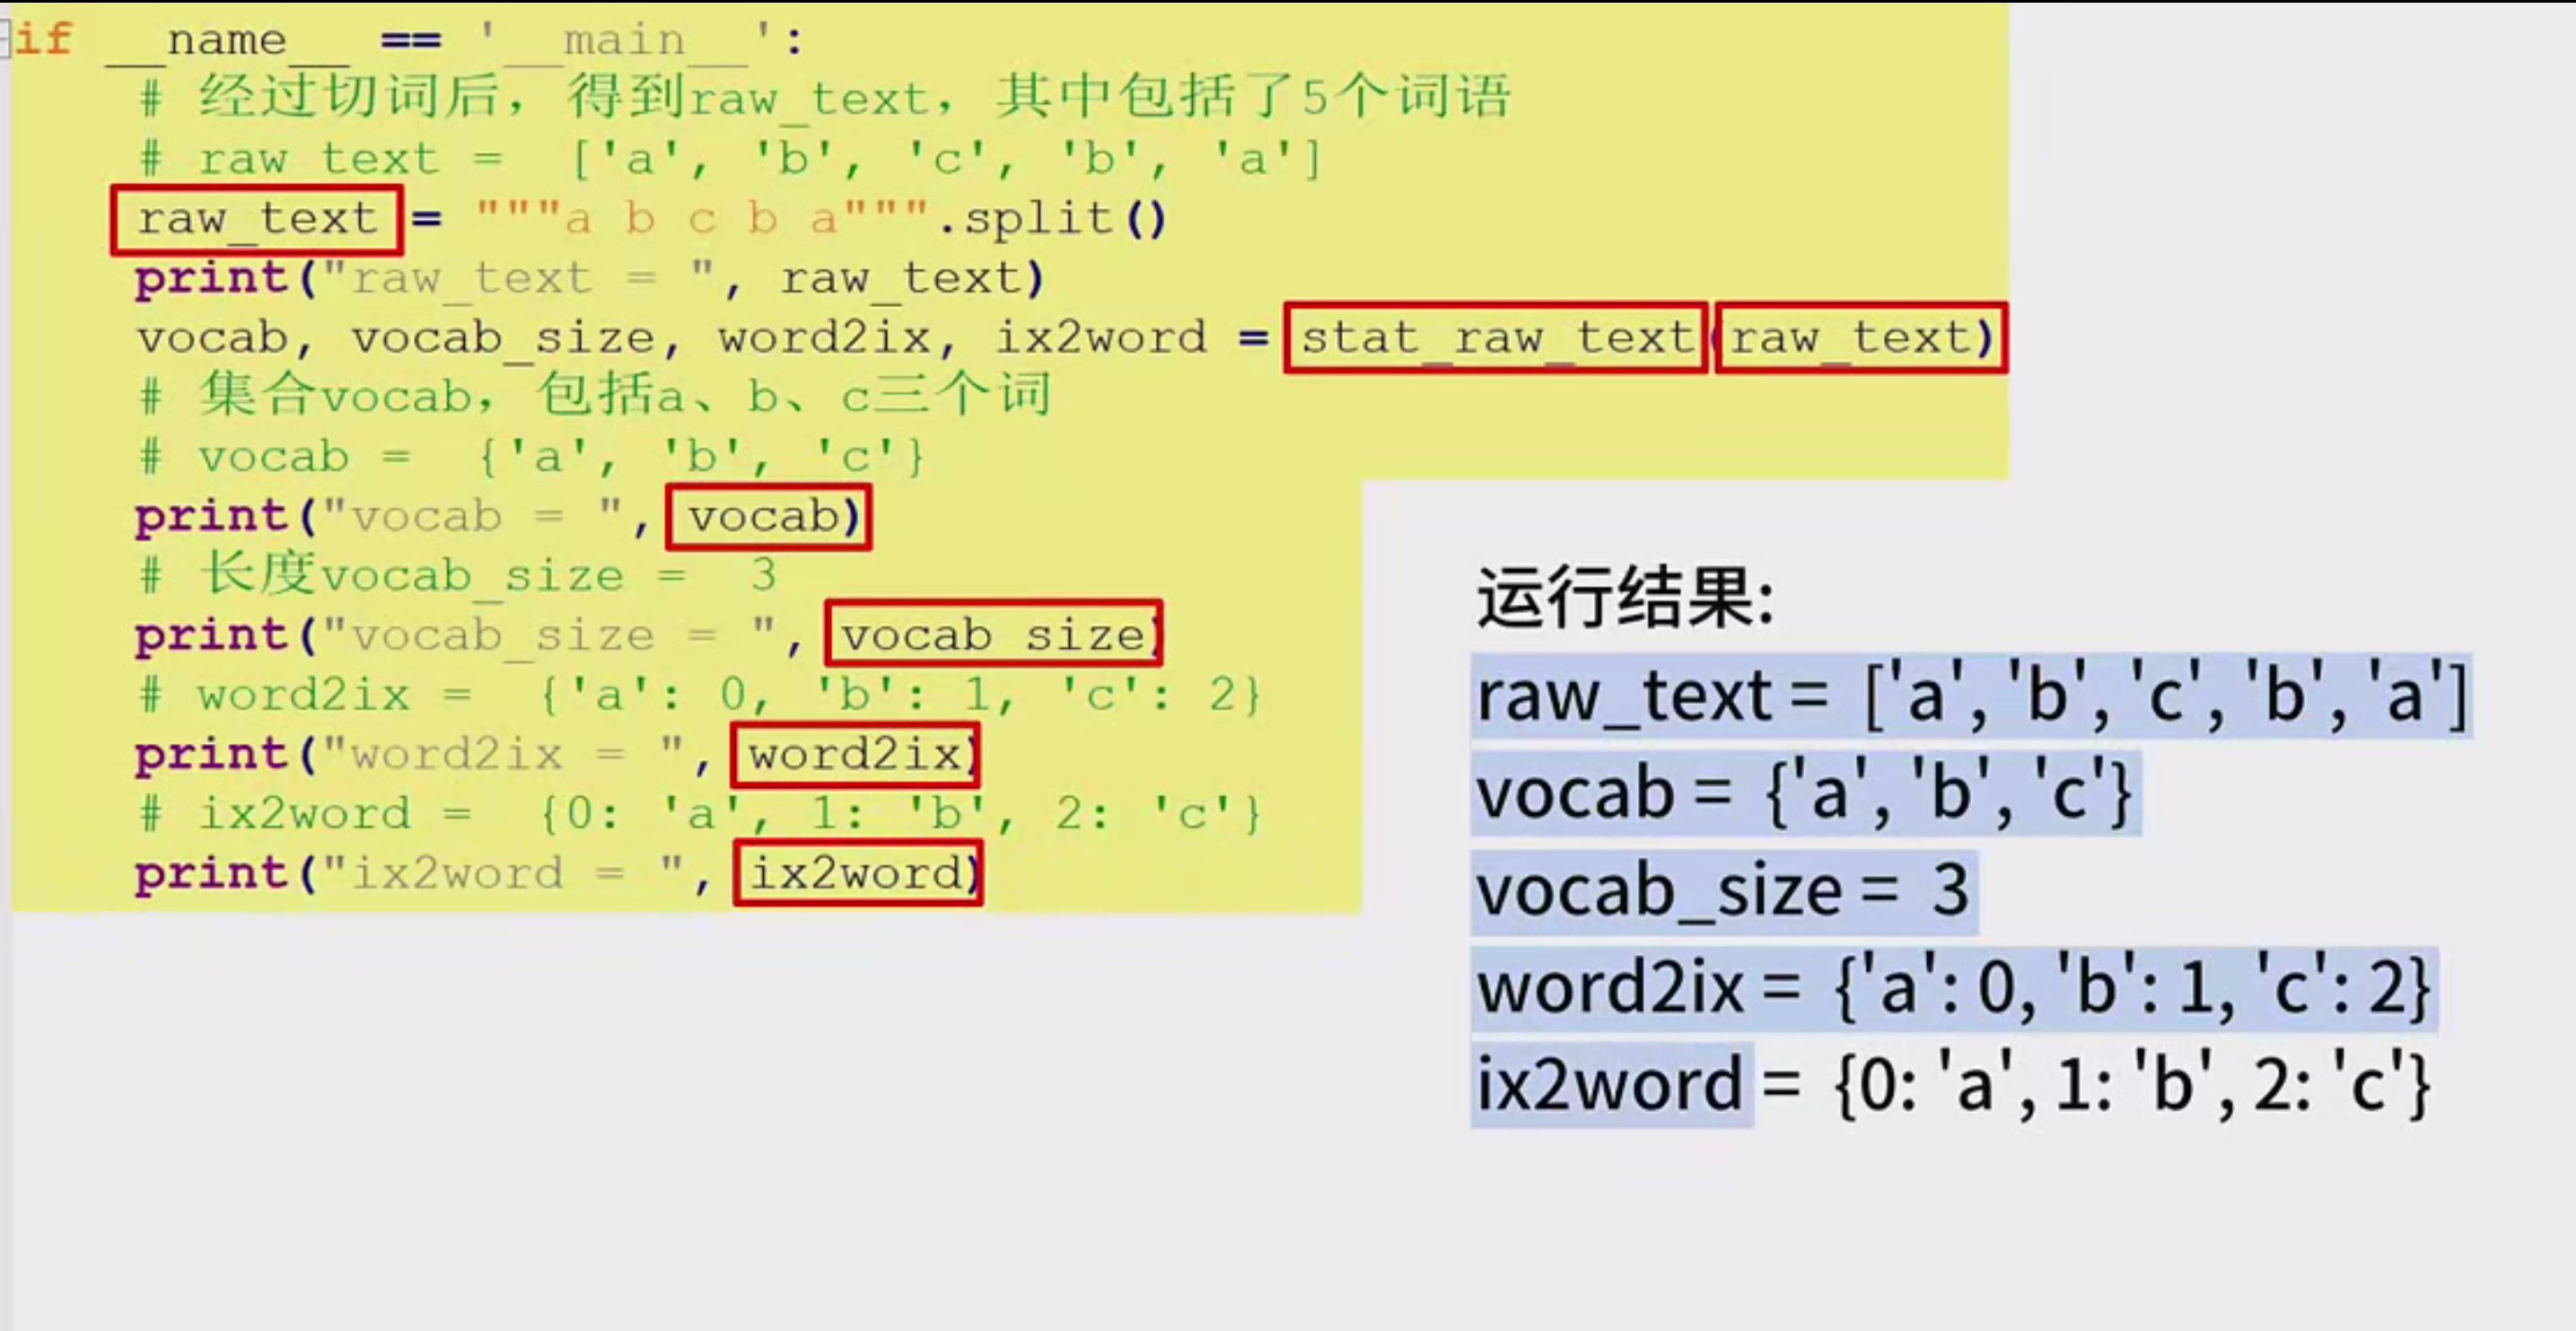 if __name__ == '__main__':
# 经过切词后，得到raw_text，其中包括了5个词语
# raw text = ['a', 'b', 'c', 'b', 'a']
raw_text = """a b c b a""".split()
print("raw_text = ", raw_text)
vocab, vocab_size, word2ix, ix2word = stat_raw_text(raw_text)
# 集合vocab，包括a、b、c三个词
# vocab = {'a', 'b', 'c'}
print("vocab = ", vocab)
# 长度vocab_size = 3
print("vocab_size = ", vocab size)
# word2ix = {'a': 0, 'b': 1, 'c': 2}
print("word2ix = ", word2ix)
# ix2word = {0: 'a', 1: 'b', 2: 'c'}
print("ix2word = ", ix2word)
运行结果:
raw_text = ['a', 'b', 'c', 'b', 'a']
vocab = {'a', 'b', 'c'}
vocab_size = 3
word2ix = {'a': 0, 'b': 1, 'c': 2}
ix2word = {0: 'a', 1: 'b', 2: 'c'}